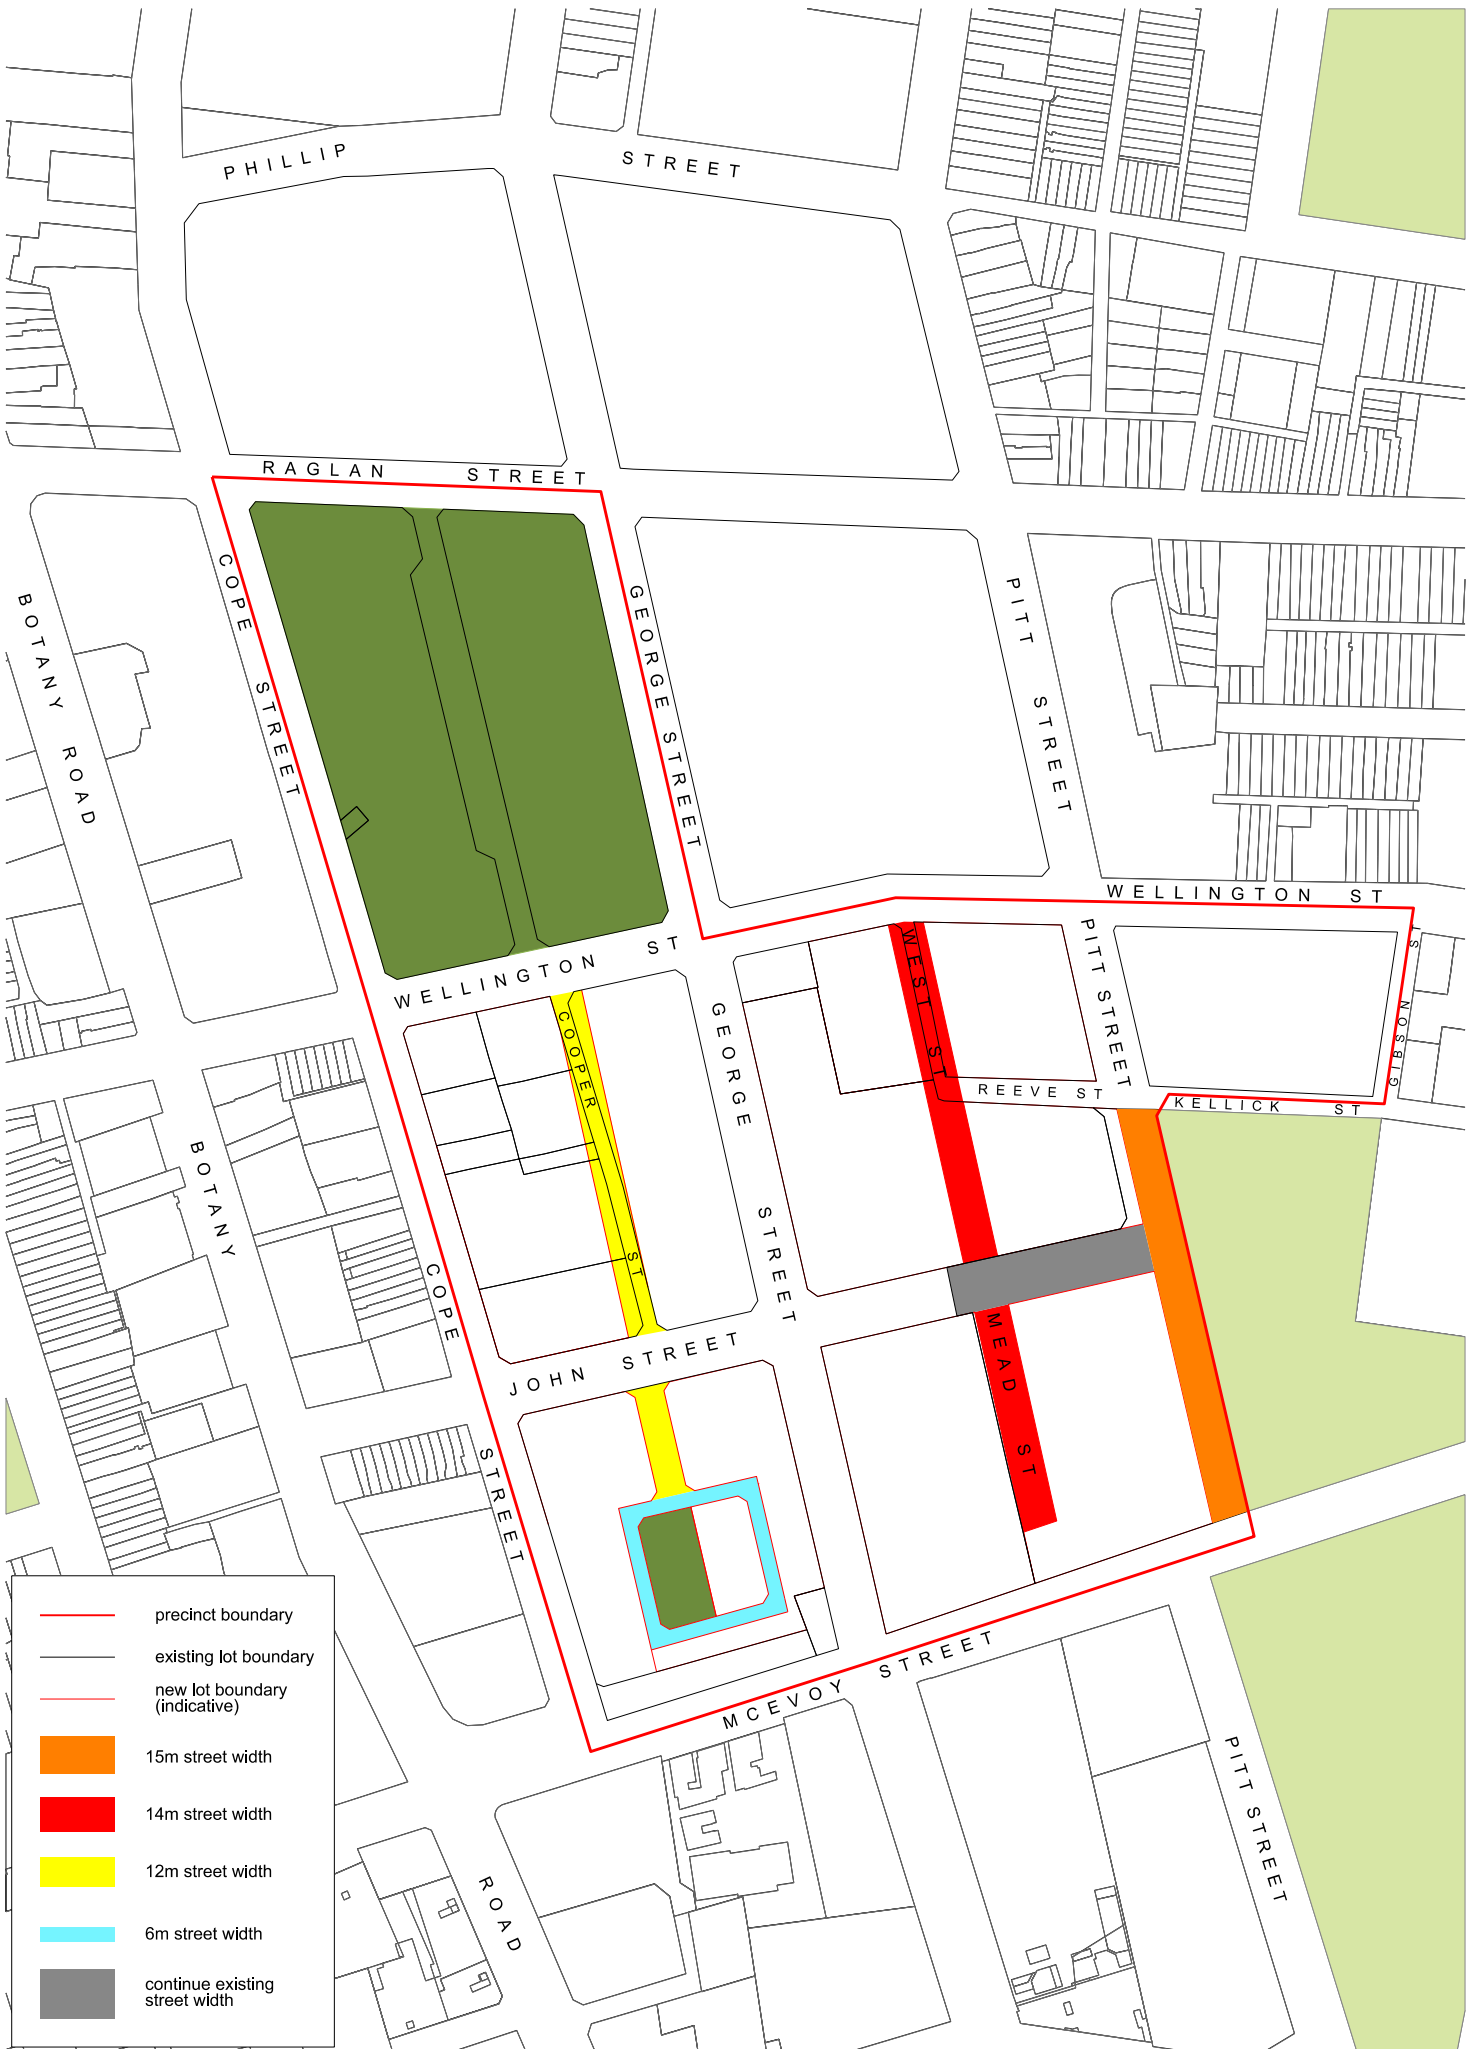 PHILLIP STREET
RAGLAN STREET
COPE STREET
GEORGE STREET
BOTANY ROAD
PITT STREET
WELLINGTON ST
WELLINGTON ST
PITT STREET
GIBSON ST
WEST ST
REEVE ST
KELLICK ST
COOPER ST
GEORGE STREET
BOTANY ROAD
COPE STREET
JOHN STREET
MEAD ST
MCEVOY STREET
PITT STREET
precinct boundary
existing lot boundary
new lot boundary
(indicative)
15m street width
14m street width
12m street width
6m street width
continue existing
street width